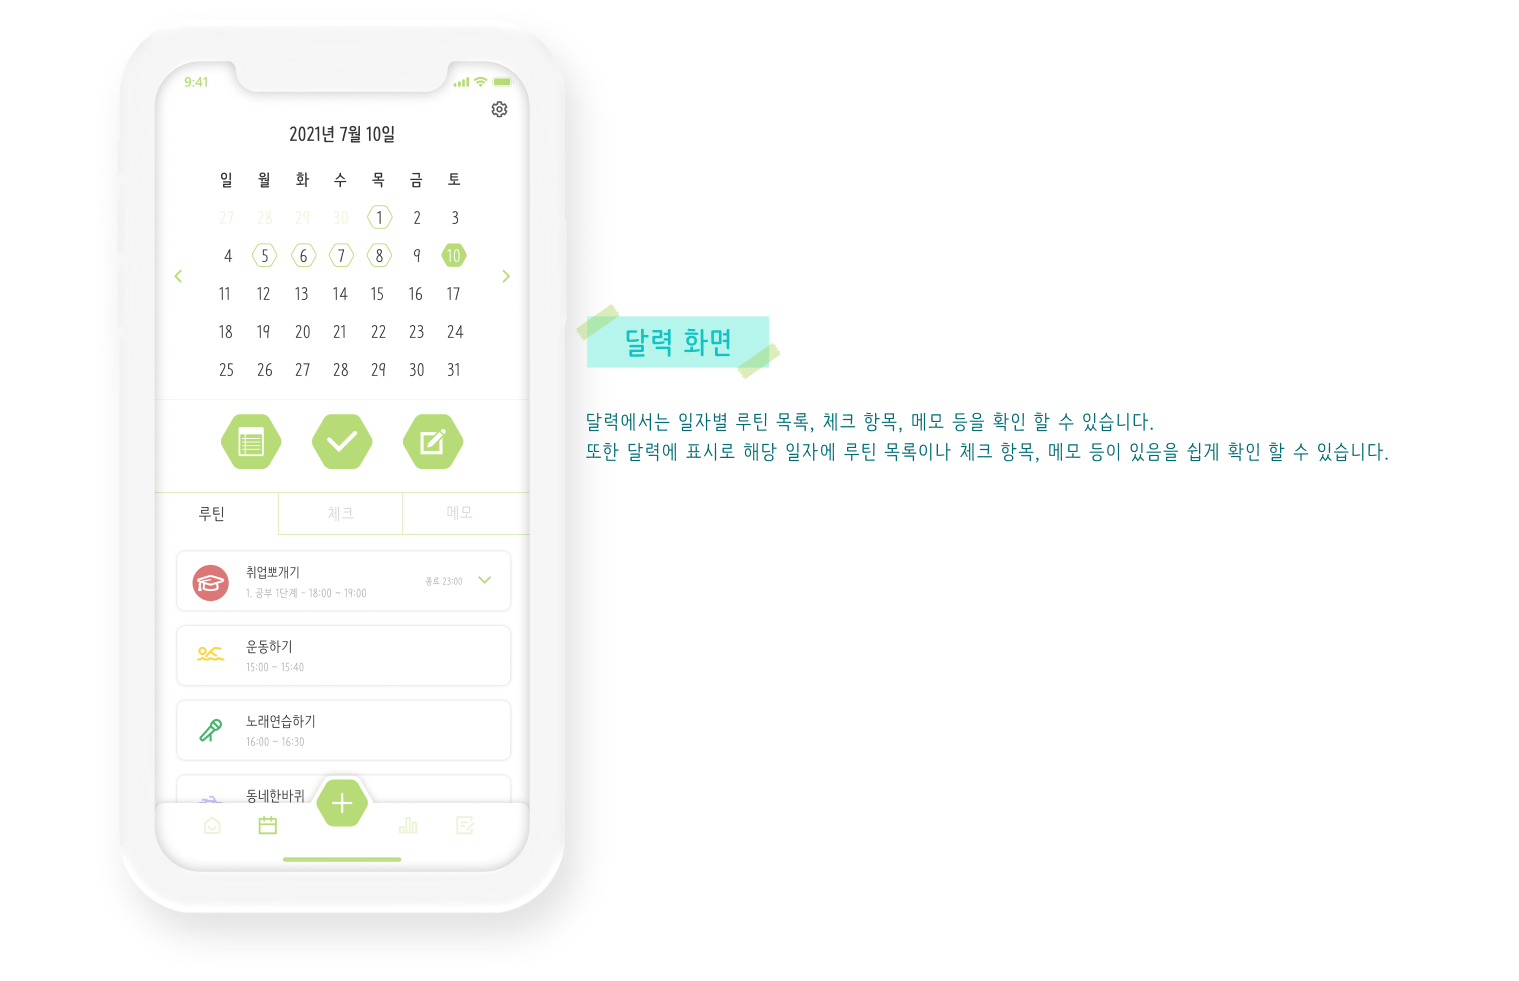 9:41
2021년 7월 10일
일 월 화 수 목 금 토
27 28 29 30 1 2 3
4 5 6 7 8 9 10
11 12 13 14 15 16 17
18 19 20 21 22 23 24
25 26 27 28 29 30 31
루틴 체크 메모
취업뽀개기
1. 공부 1단계 - 18:00 ~ 19:00
종료 23:00
운동하기
15:00 ~ 15:40
노래연습하기
16:00 ~ 16:30
동네한바퀴
달력 화면
달력에서는 일자별 루틴 목록, 체크 항목, 메모 등을 확인 할 수 있습니다.
또한 달력에 표시로 해당 일자에 루틴 목록이나 체크 항목, 메모 등이 있음을 쉽게 확인 할 수 있습니다.